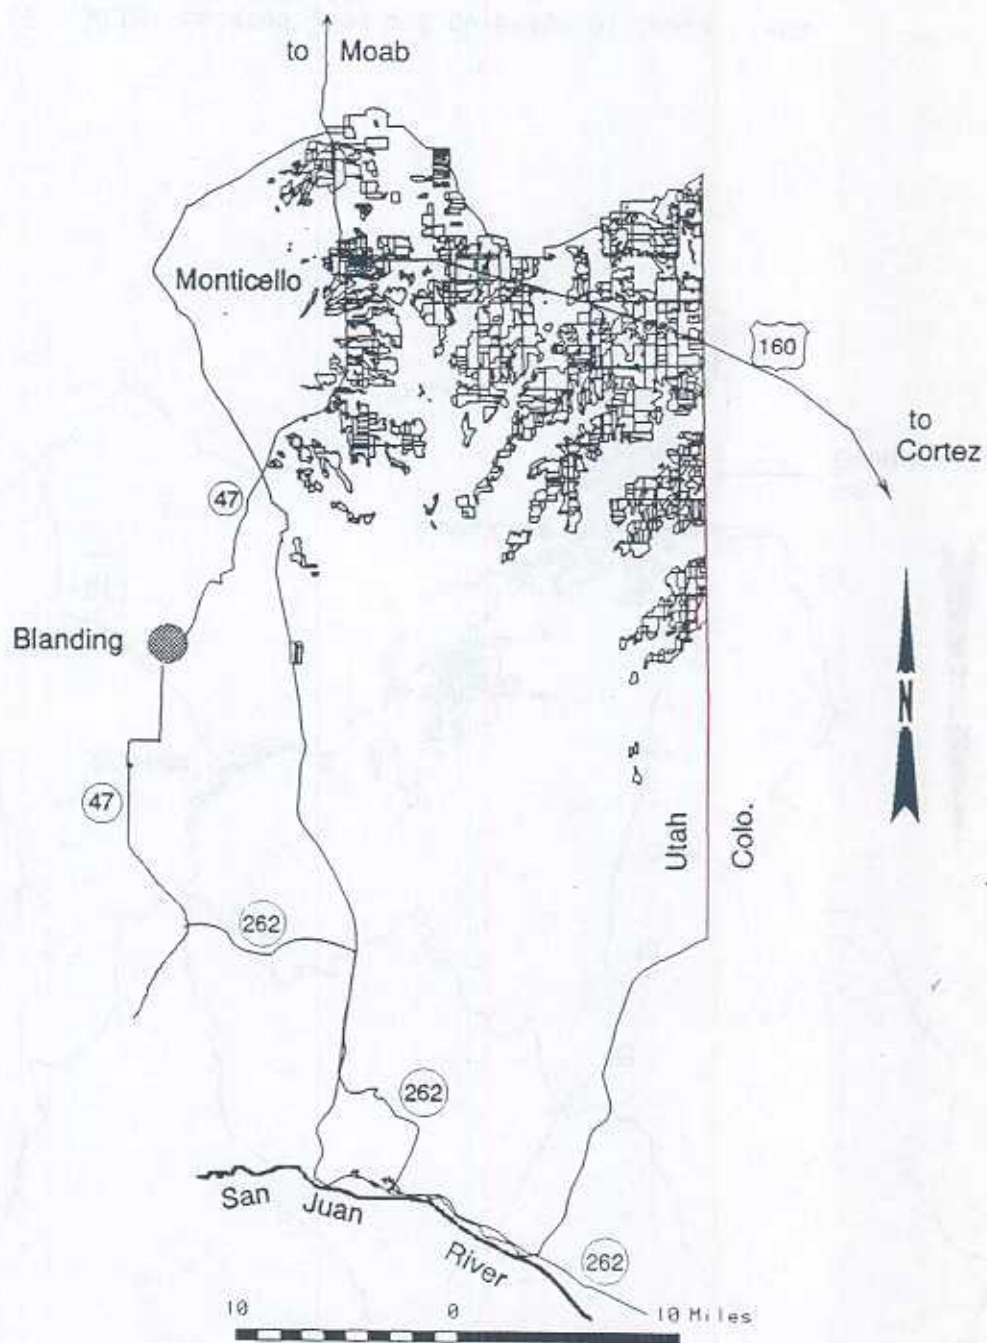 to Moab
Monticello
160
to
Cortez
47
Blanding
N
47
Utah
Colo.
262
262
San Juan River
262
10 0 10 Miles